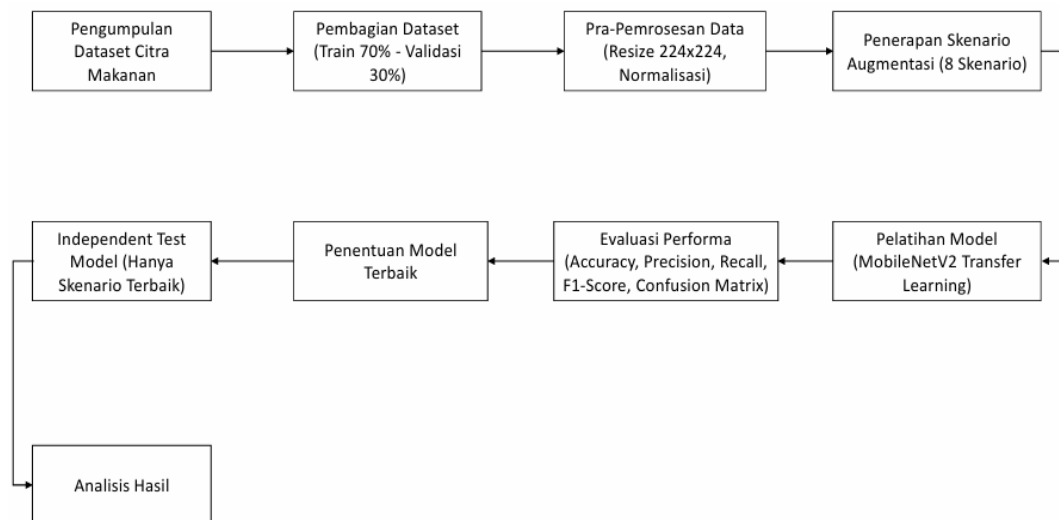 Pengumpulan
Dataset Citra
Makanan
Pembagian Dataset
(Train 70% - Validasi
30%)
Pra-Pemrosesan Data
(Resize 224x224,
Normalisasi)
Penerapan Skenario
Augmentasi (8 Skenario)
Pelatihan Model
(MobileNetV2 Transfer
Learning)
Evaluasi Performa
(Accuracy, Precision, Recall,
F1-Score, Confusion Matrix)
Penentuan Model
Terbaik
Independent Test
Model (Hanya
Skenario Terbaik)
Analisis Hasil